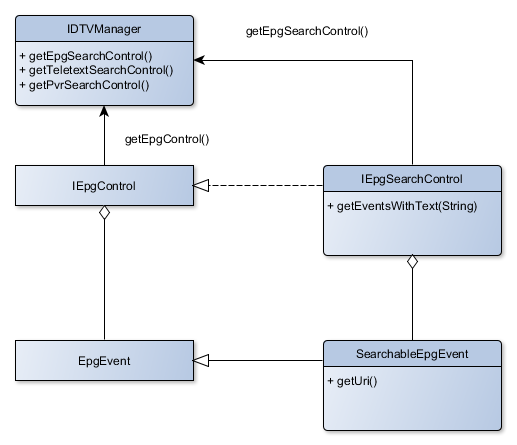 IDTVManager
getEpgSearchControl()
+ getEpgSearchControl()
+ getTeletextSearchControl()
+ getPvrSearchControl()
getEpgControl()
IEpgControl
IEpgSearchControl
+ getEventsWithText(String)
EpgEvent
SearchableEpgEvent
+ getUri()